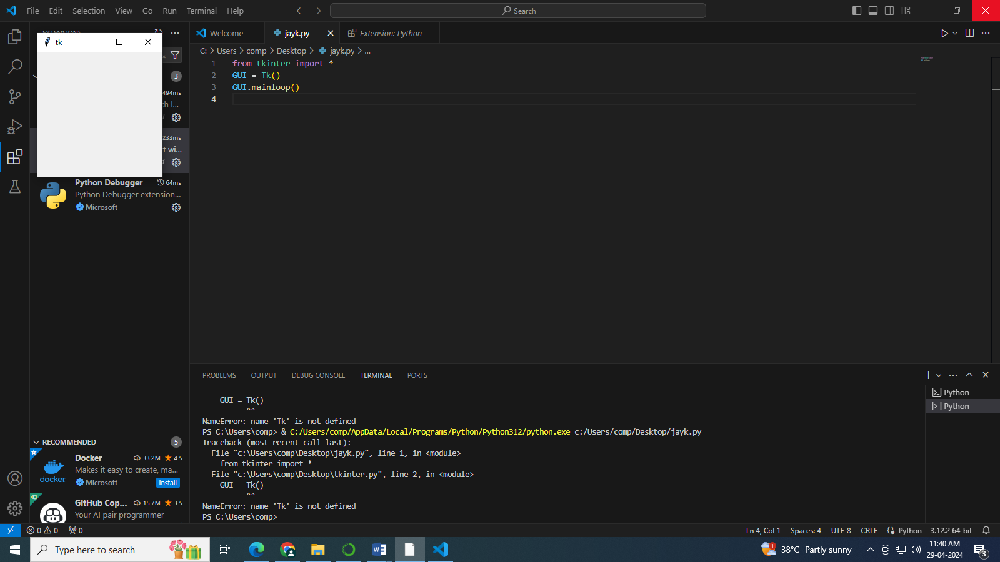 File Edit Selection View Go Run Terminal Help
Search
tk
3
494ms
233ms
Python Debugger 64ms
Python Debugger extension...
Microsoft
RECOMMENDED 5
Docker 33.2M 4.5
Makes it easy to create, ma...
docker
Microsoft Install
GitHub Cop... 15.7M 3.5
Your AI pair programmer
Welcome jayk.py Extension: Python
C: > Users > comp > Desktop > jayk.py > ...
1 from tkinter import *
2 GUI = Tk()
3 GUI.mainloop()
4
PROBLEMS OUTPUT DEBUG CONSOLE TERMINAL PORTS
GUI = Tk()
^^
NameError: name 'Tk' is not defined
PS C:\Users\comp> & C:/Users/comp/AppData/Local/Programs/Python/Python312/python.exe c:/Users/comp/Desktop/jayk.py
Traceback (most recent call last):
File "c:\Users\comp\Desktop\jayk.py", line 1, in <module>
from tkinter import *
File "c:\Users\comp\Desktop\tkinter.py", line 2, in <module>
GUI = Tk()
^^
NameError: name 'Tk' is not defined
PS C:\Users\comp>
Python
Python
0 0 0
Ln 4, Col 1 Spaces: 4 UTF-8 CRLF Python 3.12.2 64-bit
Type here to search
1 38°C Partly sunny
11:40 AM
29-04-2024
3